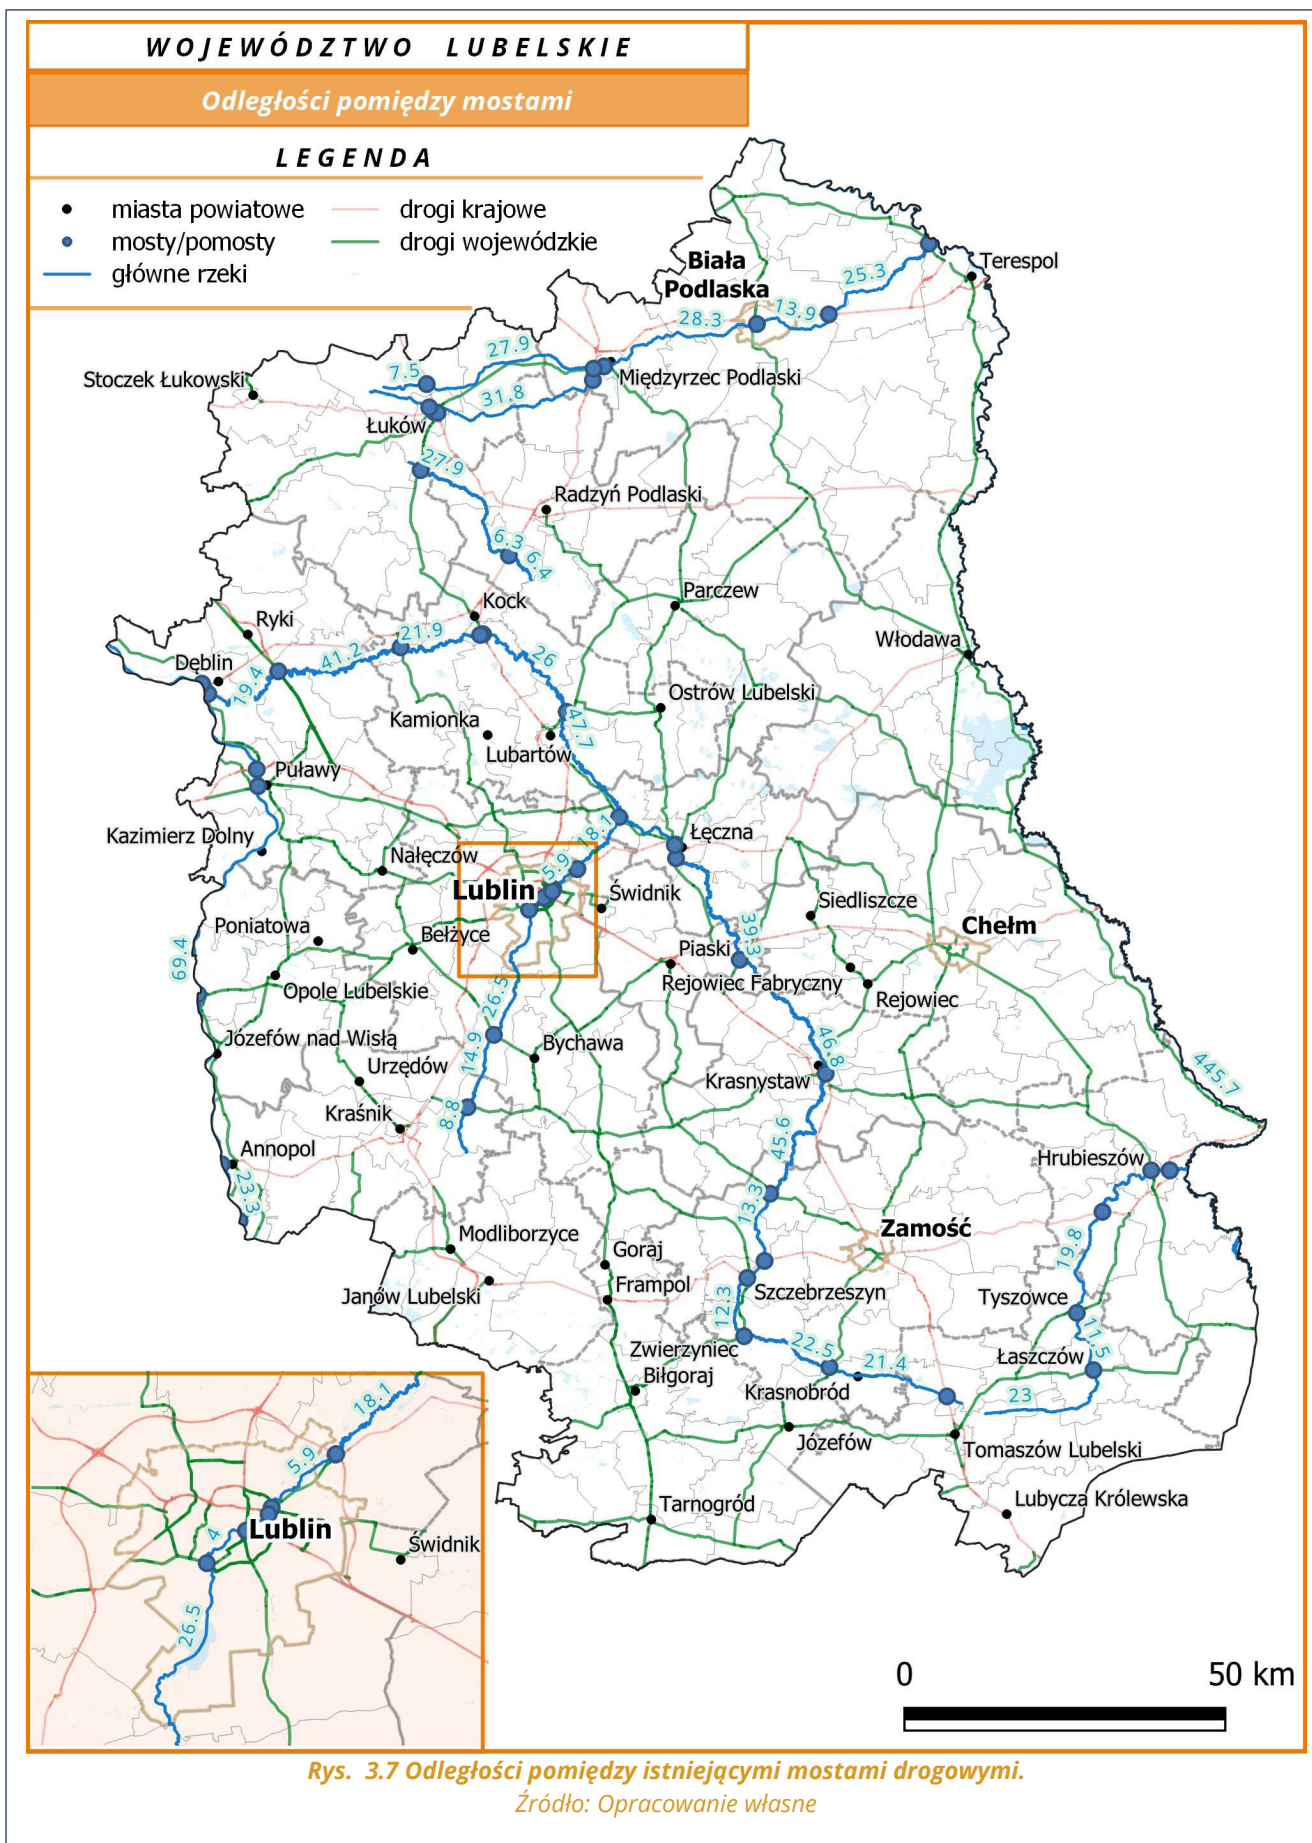 WOJEWÓDZTWO LUBELSKIE
Odległości pomiędzy mostami
LEGENDA
miasta powiatowe
drogi krajowe
mosty/pomosty
drogi wojewódzkie
główne rzeki
Biała
Podlaska
Terespol
25.3
13.9
28.3
27.9
7.5
31.8
Stoczek Łukowski
Międzyrzec Podlaski
Łuków
27.9
Radzyń Podlaski
6.3
6.4
Parczew
Kock
Ryki
21.9
41.2
Włodawa
26
Dęblin
19.4
Ostrów Lubelski
47.7
Kamionka
Lubartów
Puławy
18.1
Łęczna
Kazimierz Dolny
Nałęczów
5.9
Lublin
Świdnik
Siedliszcze
Chełm
Poniatowa
Bełżyce
39.3
Piaski
69.4
Rejowiec Fabryczny
Opole Lubelskie
Rejowiec
26.5
Józefów nad Wisłą
Bychawa
14.9
46.8
Urzędów
Krasnystaw
445.7
Kraśnik
8.8
45.6
Annopol
Hrubieszów
23.3
13.3
Modliborzyce
Zamość
Goraj
19.8
Frampol
Szczebrzeszyn
Janów Lubelski
Tyszowce
12.3
11.5
Zwierzyniec
22.5
21.4
Łaszczów
Biłgoraj
Krasnobród
23
Józefów
Tomaszów Lubelski
Tarnogród
Lubycza Królewska
18.1
5.9
Lublin
4
Świdnik
26.5
0
50 km
Rys. 3.7 Odległości pomiędzy istniejącymi mostami drogowymi.
Źródło: Opracowanie własne